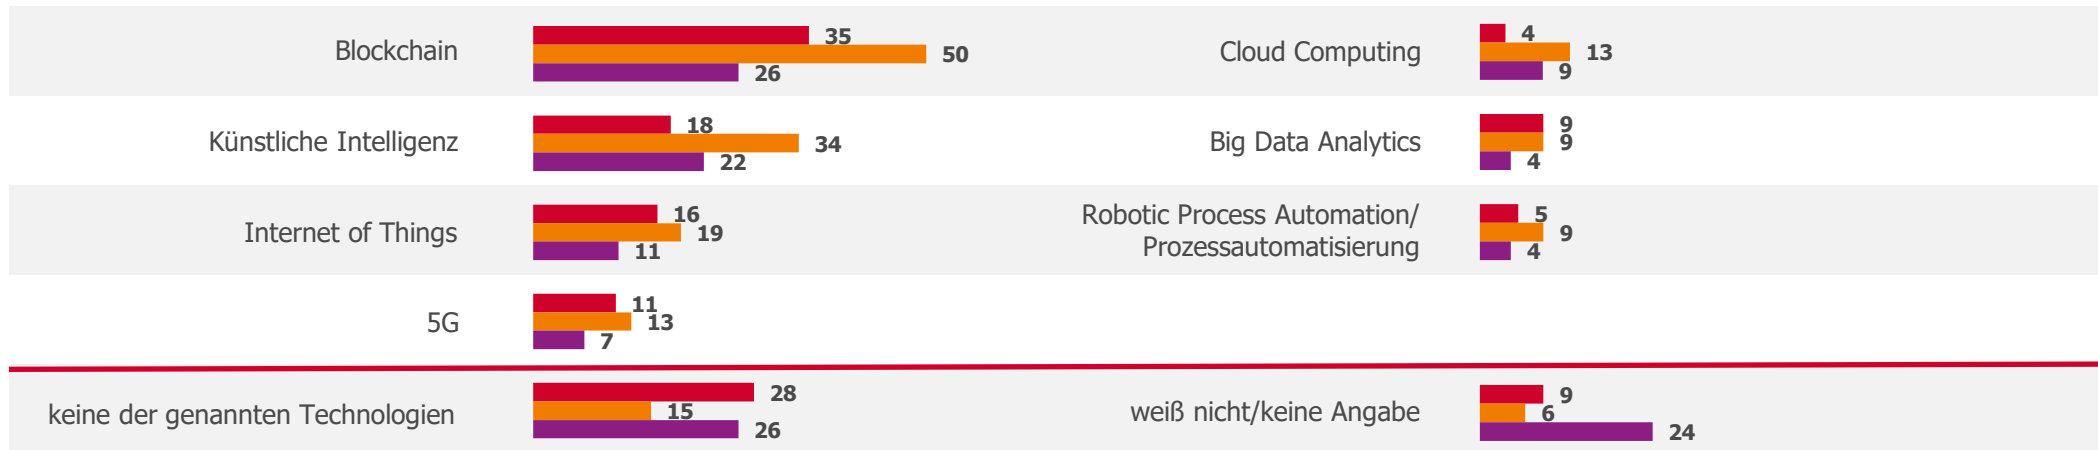 Blockchain
35
50
26
Cloud Computing
4
13
9
Künstliche Intelligenz
18
34
22
Big Data Analytics
9
9
4
Internet of Things
16
19
11
Robotic Process Automation/
Prozessautomatisierung
5
9
4
5G
11
13
7
keine der genannten Technologien
28
15
26
weiß nicht/keine Angabe
9
6
24